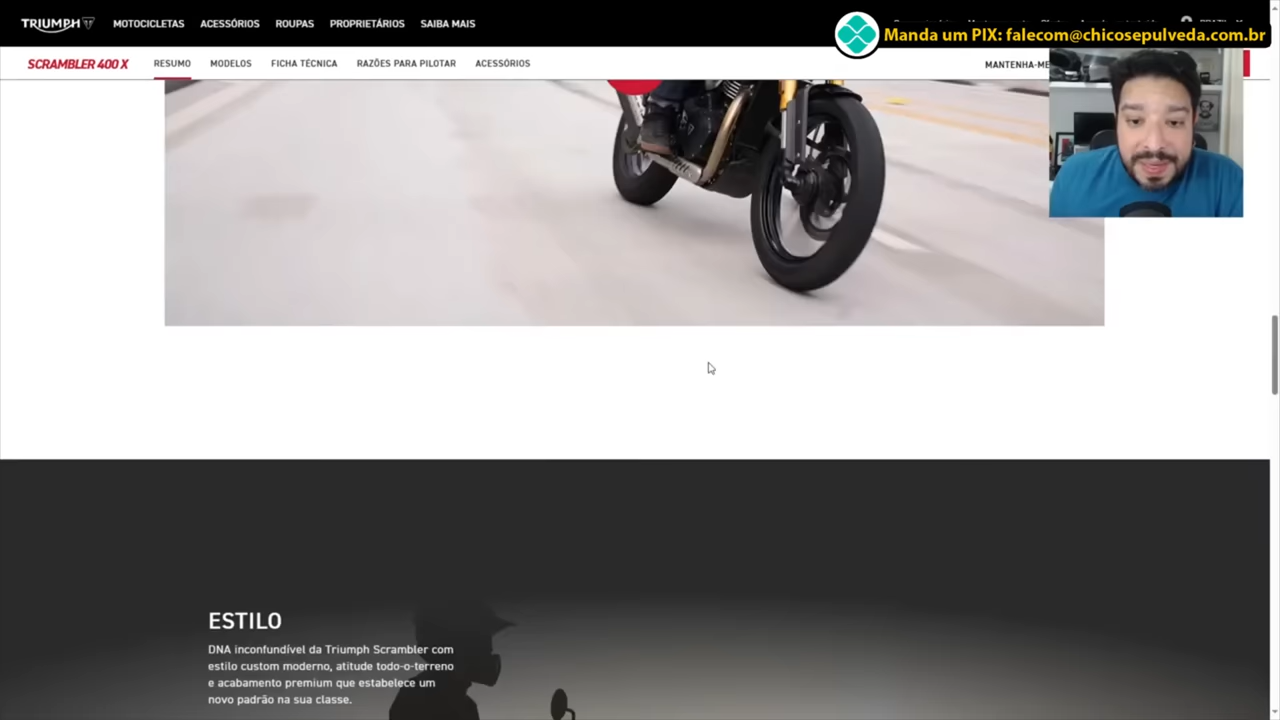 TRIUMPH
MOTOCICLETAS
ACESSÓRIOS
ROUPAS
PROPRIETÁRIOS
SAIBA MAIS
Manda um PIX: falecom@chicosepulveda.com.br
SCRAMBLER 400 X
RESUMO
MODELOS
FICHA TÉCNICA
RAZÕES PARA PILOTAR
ACESSÓRIOS
MANTENHA-ME
ESTILO
DNA inconfundível da Triumph Scrambler com
estilo custom moderno, atitude todo-o-terreno
e acabamento premium que estabelece um
novo padrão na sua classe.